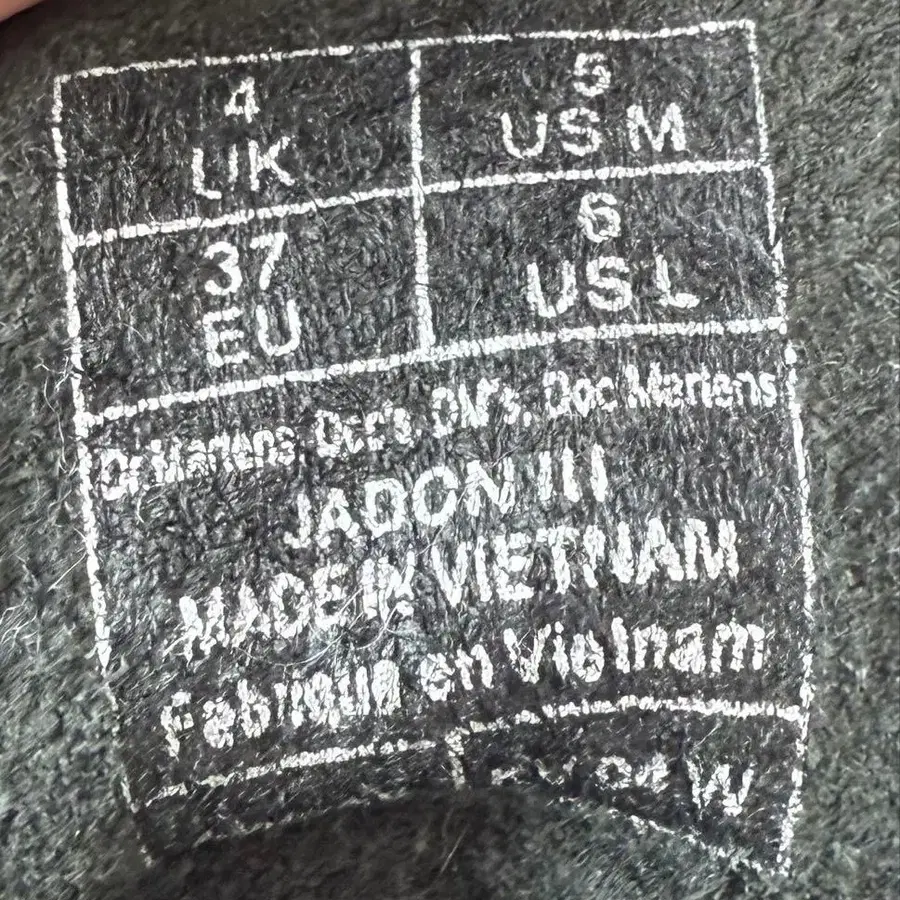 4
UK
5
US M
37
EU
6
US L
Dr Martens, Doc's, DM's, Doc Martens
JADON III
MADE IN VIETNAM
Fabriqué en Vietnam
W